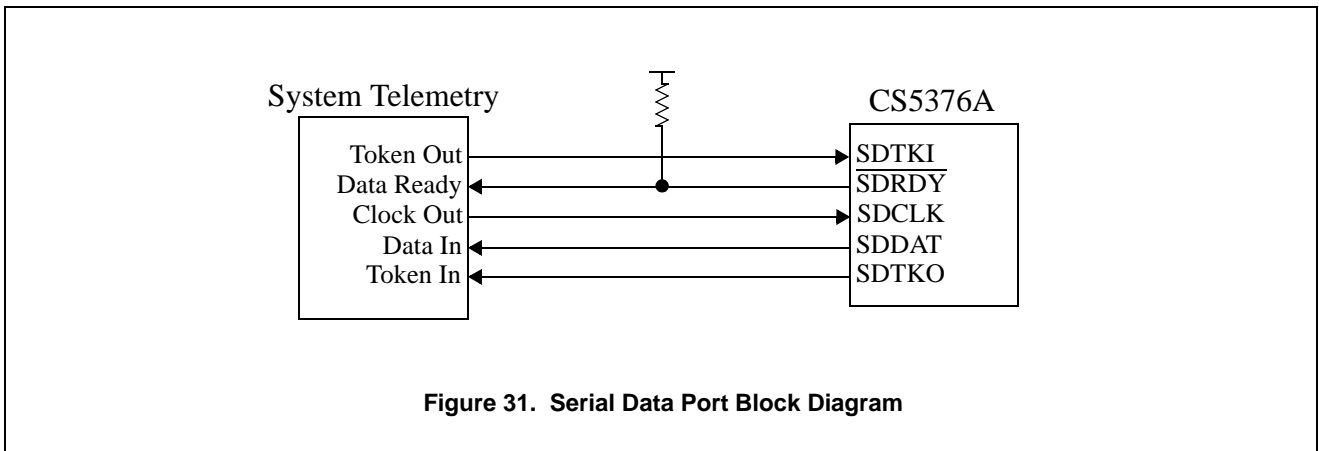 System Telemetry
CS5376A
Token Out
SDTKI
Data Ready
SDRDY
Clock Out
SDCLK
Data In
SDDAT
Token In
SDTKO
Figure 31. Serial Data Port Block Diagram